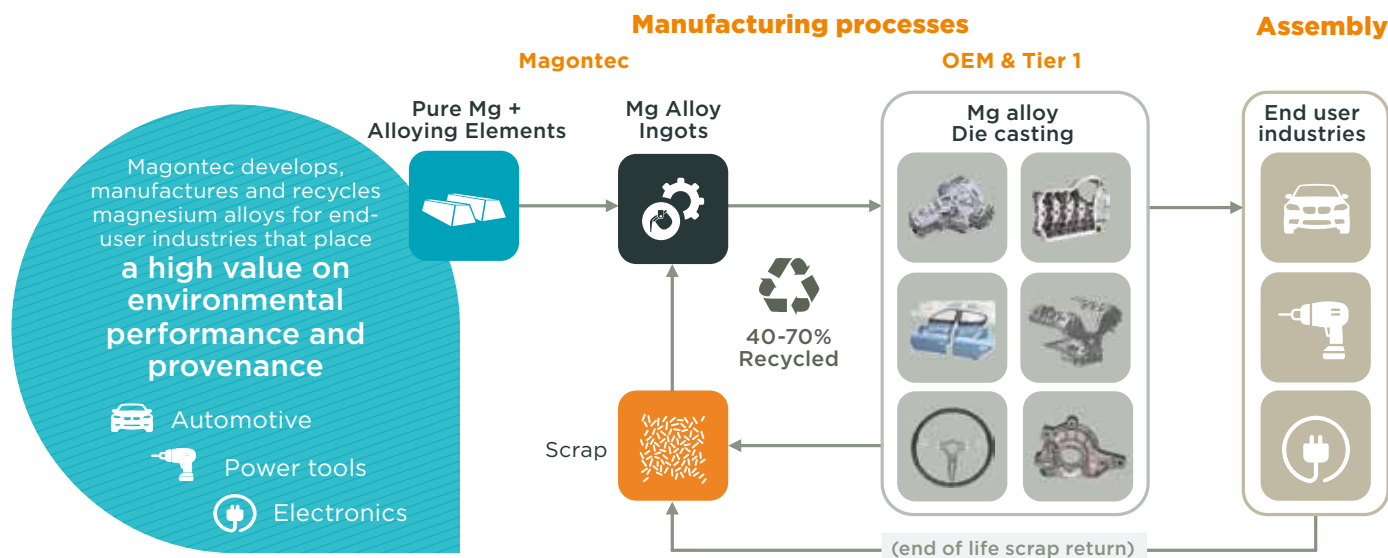 Manufacturing processes
Assembly
Magontec
OEM & Tier 1
Pure Mg +
Alloying Elements
Mg Alloy
Ingots
Mg alloy
Die casting
End user
industries
Magontec develops,
manufactures and recycles
magnesium alloys for end-
user industries that place
a high value on
environmental
performance and
provenance
Automotive
Power tools
Electronics
40-70%
Recycled
Scrap
(end of life scrap return)